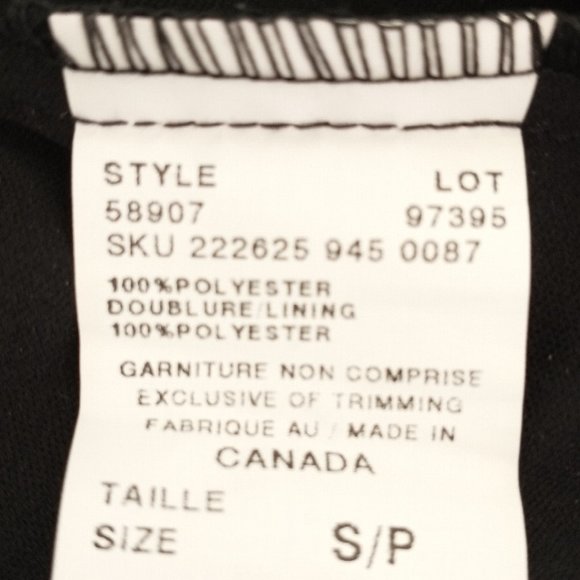 STYLE LOT
58907 97395
SKU 222625 945 0087
100%POLYESTER
DOUBLURE/LINING
100%POLYESTER
GARNITURE NON COMPRISE
EXCLUSIVE OF TRIMMING
FABRIQUE AU / MADE IN
CANADA
TAILLE
SIZE S/P